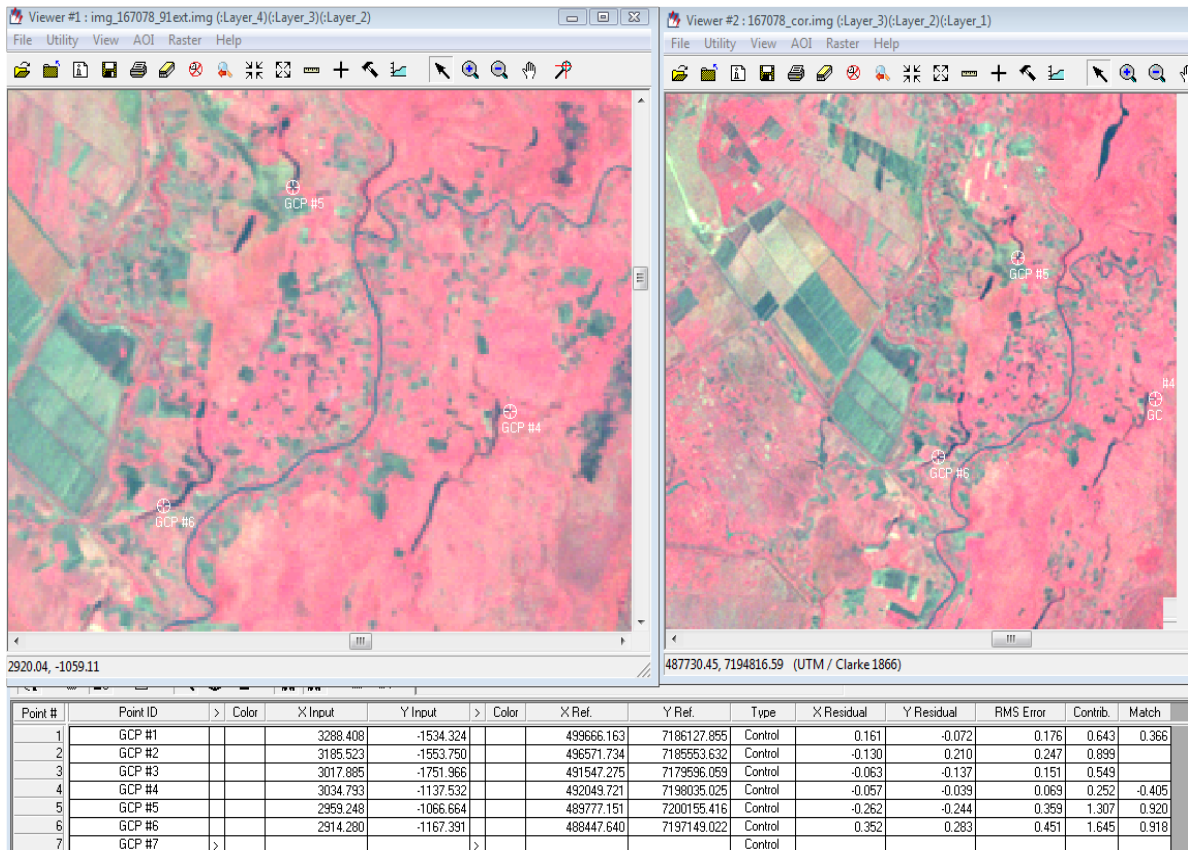 Viewer #1 : img_167078_91ext.img (:Layer_4)(:Layer_3)(:Layer_2)
File Utility View AOI Raster Help
GCP #5
GCP #4
GCP #6
2920.04, -1059.11
Viewer #2 : 167078_cor.img (:Layer_3)(:Layer_2)(:Layer_1)
File Utility View AOI Raster Help
GCP #5
#4
GC
GCP #6
487730.45, 7194816.59 (UTM / Clarke 1866)
Point # Point ID > Color X Input Y Input > Color X Ref. Y Ref. Type X Residual Y Residual RMS Error Contrib. Match
1 GCP #1 3288.408 -1534.324 499666.163 7186127.855 Control 0.161 -0.072 0.176 0.643 0.366
2 GCP #2 3185.523 -1553.750 496571.734 7185553.632 Control -0.130 0.210 0.247 0.899
3 GCP #3 3017.885 -1751.966 491547.275 7179596.059 Control -0.063 -0.137 0.151 0.549
4 GCP #4 3034.793 -1137.532 492049.721 7198035.025 Control -0.057 -0.039 0.069 0.252 -0.405
5 GCP #5 2959.248 -1066.664 489777.151 7200155.416 Control -0.262 -0.244 0.359 1.307 0.920
6 GCP #6 2914.280 -1167.391 488447.640 7197149.022 Control 0.352 0.283 0.451 1.645 0.918
7 GCP #7 > > Control